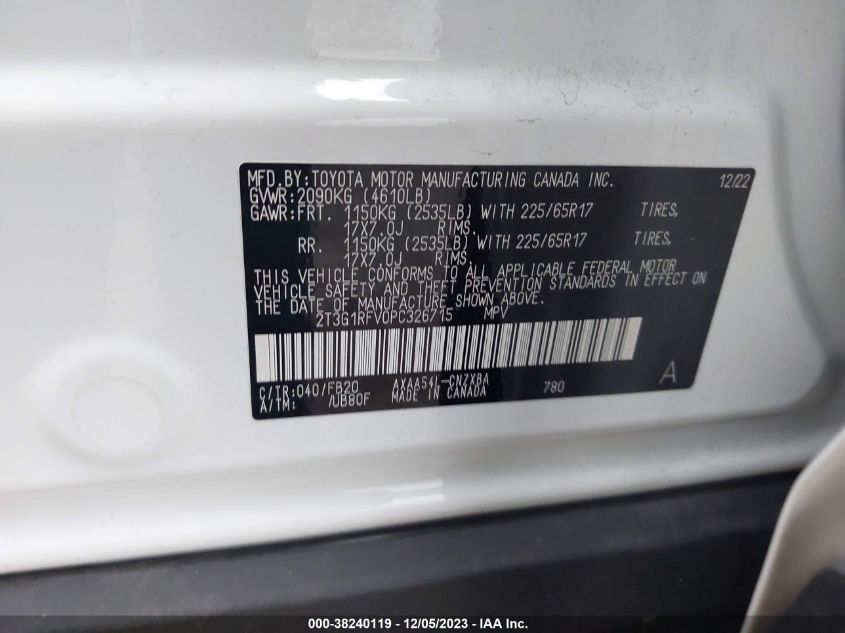 MFD.BY:TOYOTA MOTOR MANUFACTURING CANADA INC. 12/22
GVWR:2090KG (4610LB)
GAWR:FRT. 1150KG (2535LB) WITH 225/65R17 TIRES,
17X7.0J RIMS.
RR. 1150KG (2535LB) WITH 225/65R17 TIRES,
17X7.0J RIMS.
THIS VEHICLE CONFORMS TO ALL APPLICABLE FEDERAL MOTOR
VEHICLE SAFETY AND THEFT PREVENTION STANDARDS IN EFFECT ON
THE DATE OF MANUFACTURE SHOWN ABOVE.
2T3G1RFV0PC326715 MPV
C/TR:040/FB20 AXAA54L-CNZXBA 780 A
A/TM: /UB80F MADE IN CANADA
000-38240119 - 12/05/2023 - IAA Inc.